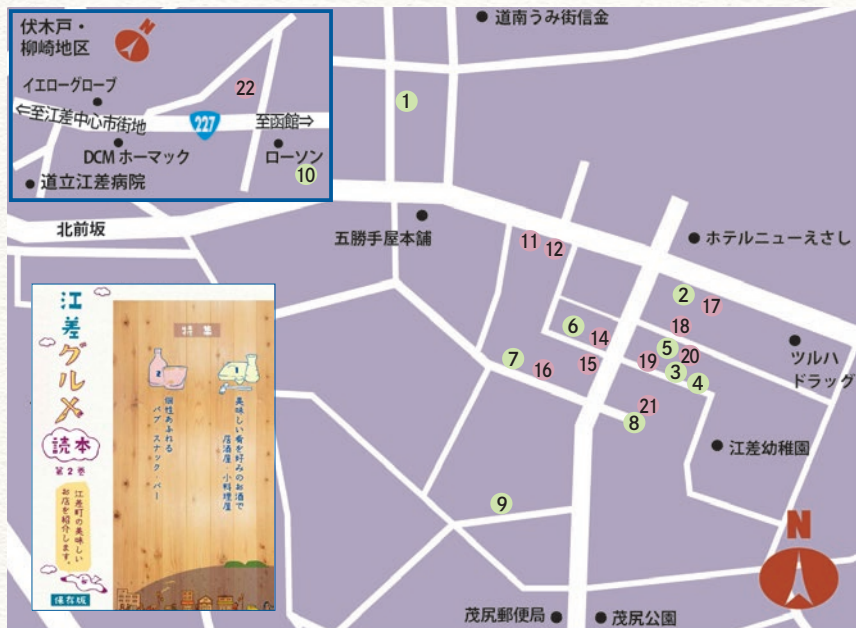 伏木戸・
柳崎地区
N
イエローグローブ
22
⇐至江差中心市街地
227
至函館⇒
DCMホーマック
ローソン
10
道立江差病院
道南うみ街信金
1
北前坂
五勝手屋本舗
11
12
ホテルニューえさし
2
17
6
14
18
5
20
ツルハ
ドラッグ
7
16
15
19
3
4
21
8
江差幼稚園
9
N
茂尻郵便局
茂尻公園
江差グルメ
読本
第2巻
江差町の美味しい
お店を紹介します。
保存版
特集
1
美味しい肴を好みのお酒で
居酒屋・小料理屋
2
個性あふれる
パブ・スナック・バー